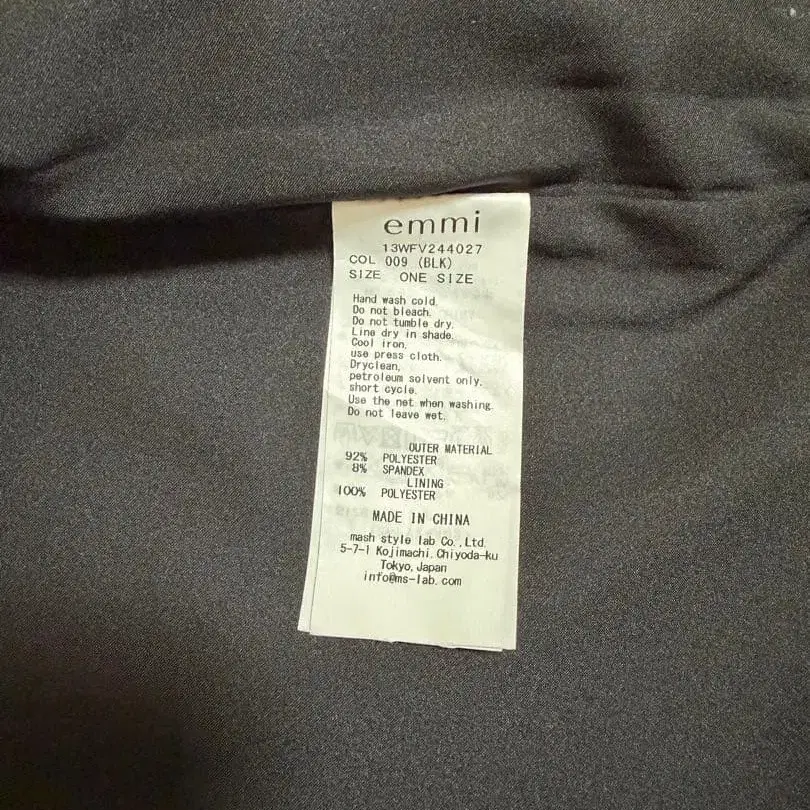 emmi
13WFV244027
COL 009 (BLK)
SIZE ONE SIZE
Hand wash cold.
Do not bleach.
Do not tumble dry.
Line dry in shade.
Cool iron,
use press cloth.
Dryclean,
petroleum solvent only.
short cycle.
Use the net when washing.
Do not leave wet.
OUTER MATERIAL
92% POLYESTER
8% SPANDEX
LINING
100% POLYESTER
MADE IN CHINA
mash style lab Co.,Ltd.
5-7-1 Kojimachi,Chiyoda-ku
Tokyo,Japan
info@ms-lab.com